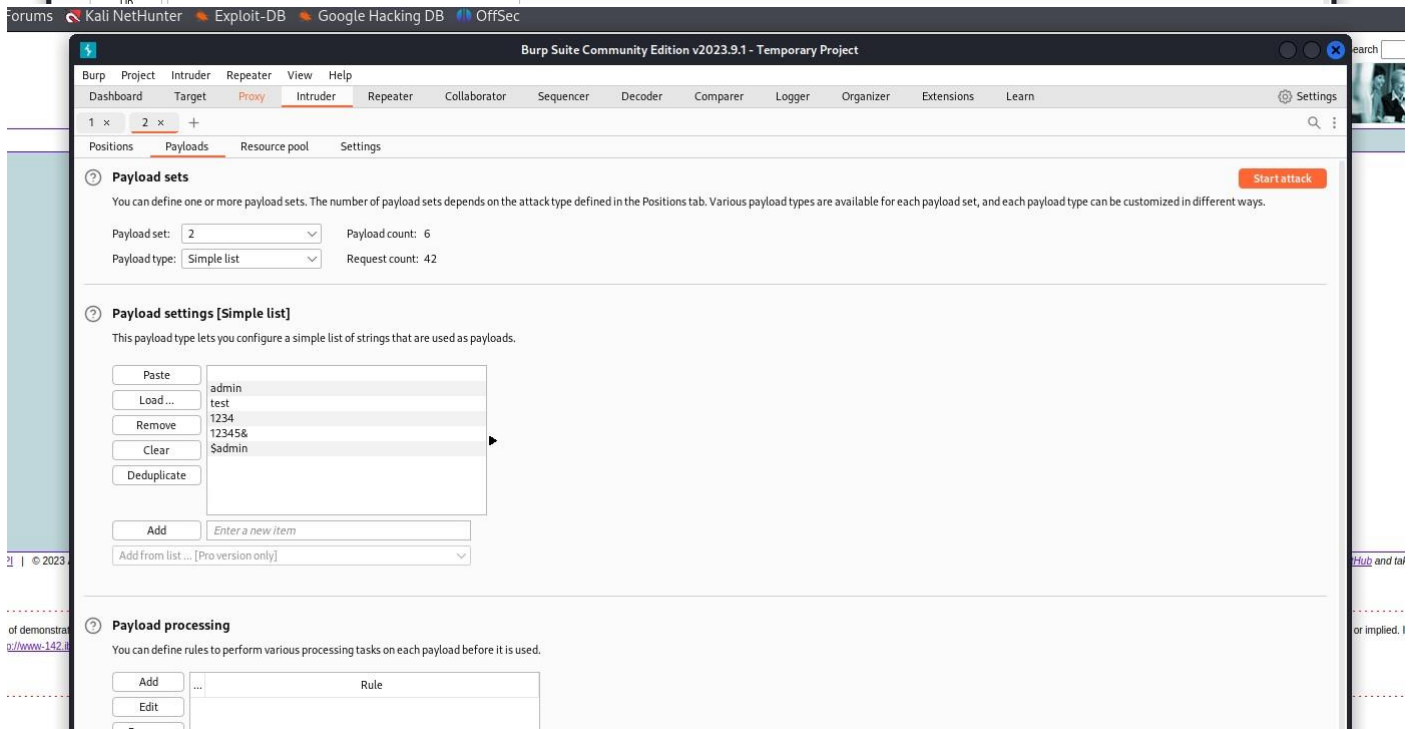 Forums Kali NetHunter Exploit-DB Google Hacking DB OffSec
Burp Suite Community Edition v2023.9.1 - Temporary Project
earch
Burp Project Intruder Repeater View Help
Dashboard Target Proxy Intruder Repeater Collaborator Sequencer Decoder Comparer Logger Organizer Extensions Learn Settings
1 × 2 × +
Positions Payloads Resource pool Settings
? Payload sets
Start attack
You can define one or more payload sets. The number of payload sets depends on the attack type defined in the Positions tab. Various payload types are available for each payload set, and each payload type can be customized in different ways.
Payload set: 2 Payload count: 6
Payload type: Simple list Request count: 42
? Payload settings [Simple list]
This payload type lets you configure a simple list of strings that are used as payloads.
Paste
Load ...
Remove
Clear
Deduplicate
admin
test
1234
12345&
$admin
Add Enter a new item
Add from list ... [Pro version only]
PI | © 2023
tHub and tak
? Payload processing
of demonstrat
or implied. I
p://www-142.ib
You can define rules to perform various processing tasks on each payload before it is used.
Add ... Rule
Edit